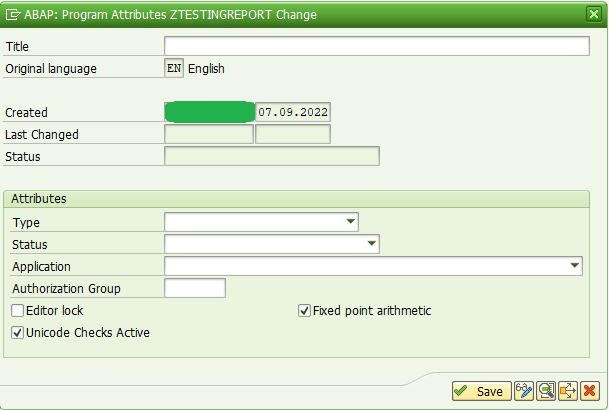 ABAP: Program Attributes ZTESTINGREPORT Change
Title
Original language EN English
Created 07.09.2022
Last Changed
Status
Attributes
Type
Status
Application
Authorization Group
Editor lock Fixed point arithmetic
Unicode Checks Active
Save